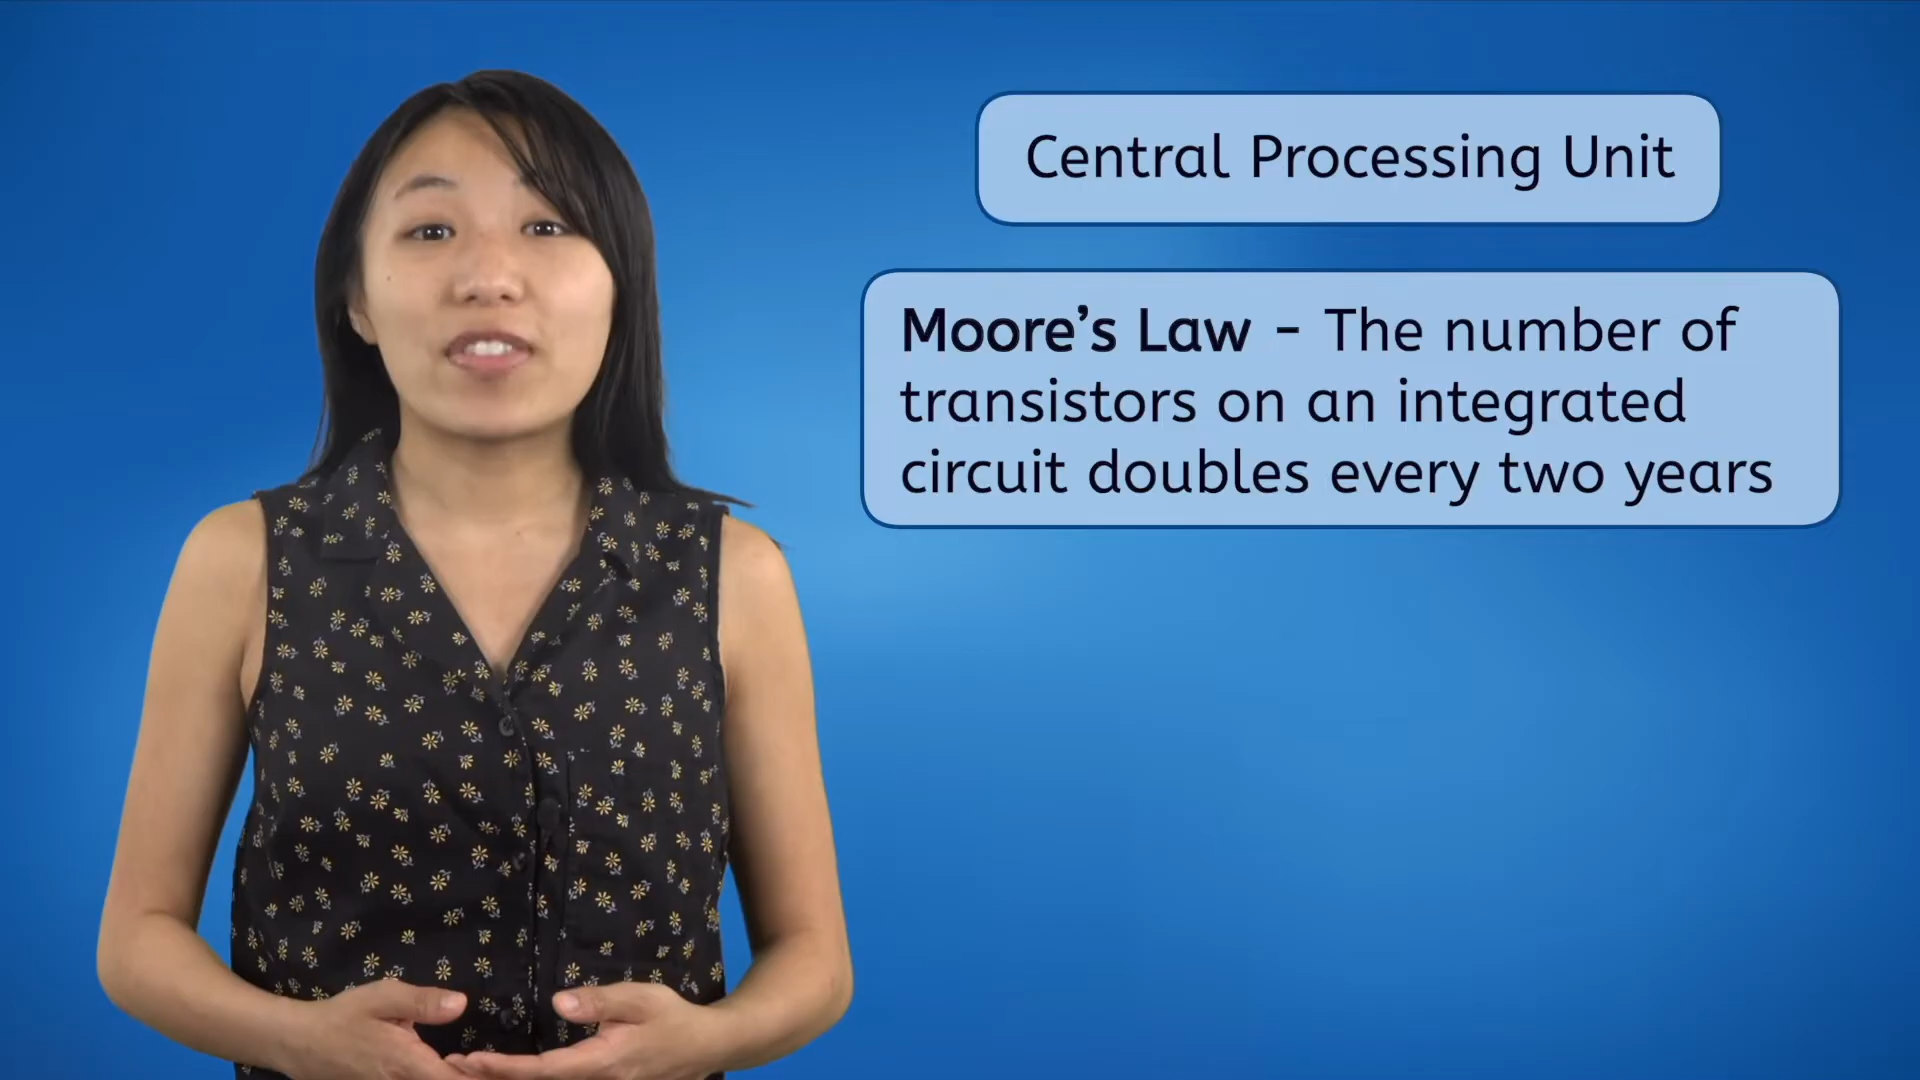 Central Processing Unit
Moore’s Law - The number of
transistors on an integrated
circuit doubles every two years